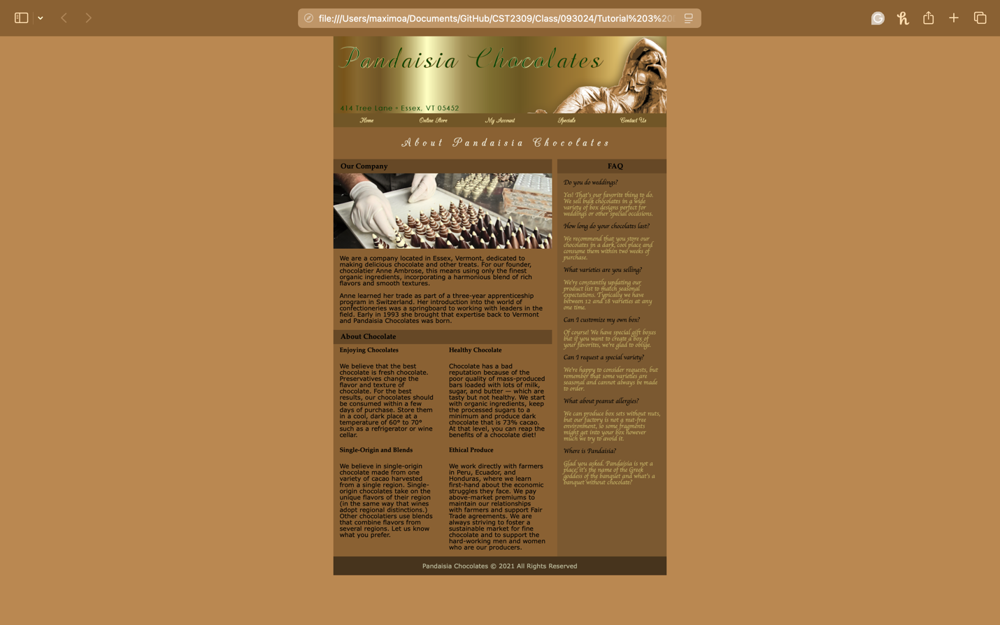 file:///Users/maximoa/Documents/GitHub/CST2309/Class/093024/Tutorial%203%20
Pandaisia Chocolates
414 Tree Lane • Essex, VT 05452
Home Online Store My Account Specials Contact Us
About Pandaisia Chocolates
Our Company
We are a company located in Essex, Vermont, dedicated to
making delicious chocolate and other treats. For our founder,
chocolatier Anne Ambrose, this means using only the finest
organic ingredients, incorporating a harmonious blend of rich
flavors and smooth textures.
Anne learned her trade as part of a three-year apprenticeship
program in Switzerland. Her introduction into the world of
confectioneries was a springboard to working with leaders in the
field. Early in 1993 she brought that expertise back to Vermont
and Pandaisia Chocolates was born.
About Chocolate
Enjoying Chocolates
We believe that the best
chocolate is fresh chocolate.
Preservatives change the
flavor and texture of
chocolate. For the best
results, our chocolates should
be consumed within a few
days of purchase. Store them
in a cool, dark place at a
temperature of 60° to 70°
such as a refrigerator or wine
cellar.
Healthy Chocolate
Chocolate has a bad
reputation because of the
poor quality of mass-produced
bars loaded with lots of milk,
sugar, and butter — which are
tasty but not healthy. We start
with organic ingredients, keep
the processed sugars to a
minimum and produce dark
chocolate that is 73% cacao.
At that level, you can reap the
benefits of a chocolate diet!
Single-Origin and Blends
We believe in single-origin
chocolate made from one
variety of cacao harvested
from a single region. Single-
origin chocolates take on the
unique flavors of their region
(in the same way that wines
adopt regional distinctions.)
Other chocolatiers use blends
that combine flavors from
several regions. Let us know
what you prefer.
Ethical Produce
We work directly with farmers
in Peru, Ecuador, and
Honduras, where we learn
first-hand about the economic
struggles they face. We pay
above-market premiums to
maintain our relationships
with farmers and support Fair
Trade agreements. We are
always striving to foster a
sustainable market for fine
chocolate and to support the
hard-working men and women
who are our producers.
FAQ
Do you do weddings?
Yes! That's our favorite thing to do.
We sell bulk chocolates in a wide
variety of box designs perfect for
weddings or other special occasions.
How long do your chocolates last?
We recommend that you store our
chocolates in a dark, cool place and
consume them within two weeks of
purchase.
What varieties are you selling?
We're constantly updating our
product list to match seasonal
expectations. Typically we have
between 12 and 18 varieties at any
one time.
Can I customize my own box?
Of course! We have special gift boxes
but if you want to create a box of
your favorites, we're glad to oblige.
Can I request a special variety?
We're happy to consider requests, but
remember that some varieties are
seasonal and cannot always be made
to order.
What about peanut allergies?
We can produce box sets without nuts,
but our factory is not a nut-free
environment, so some fragments
might get into your box however
much we try to avoid it.
Where is Pandaisia?
Glad you asked. Pandaisia is not a
place; it's the name of the Greek
goddess of the banquet and what's a
banquet without chocolate?
Pandaisia Chocolates © 2021 All Rights Reserved